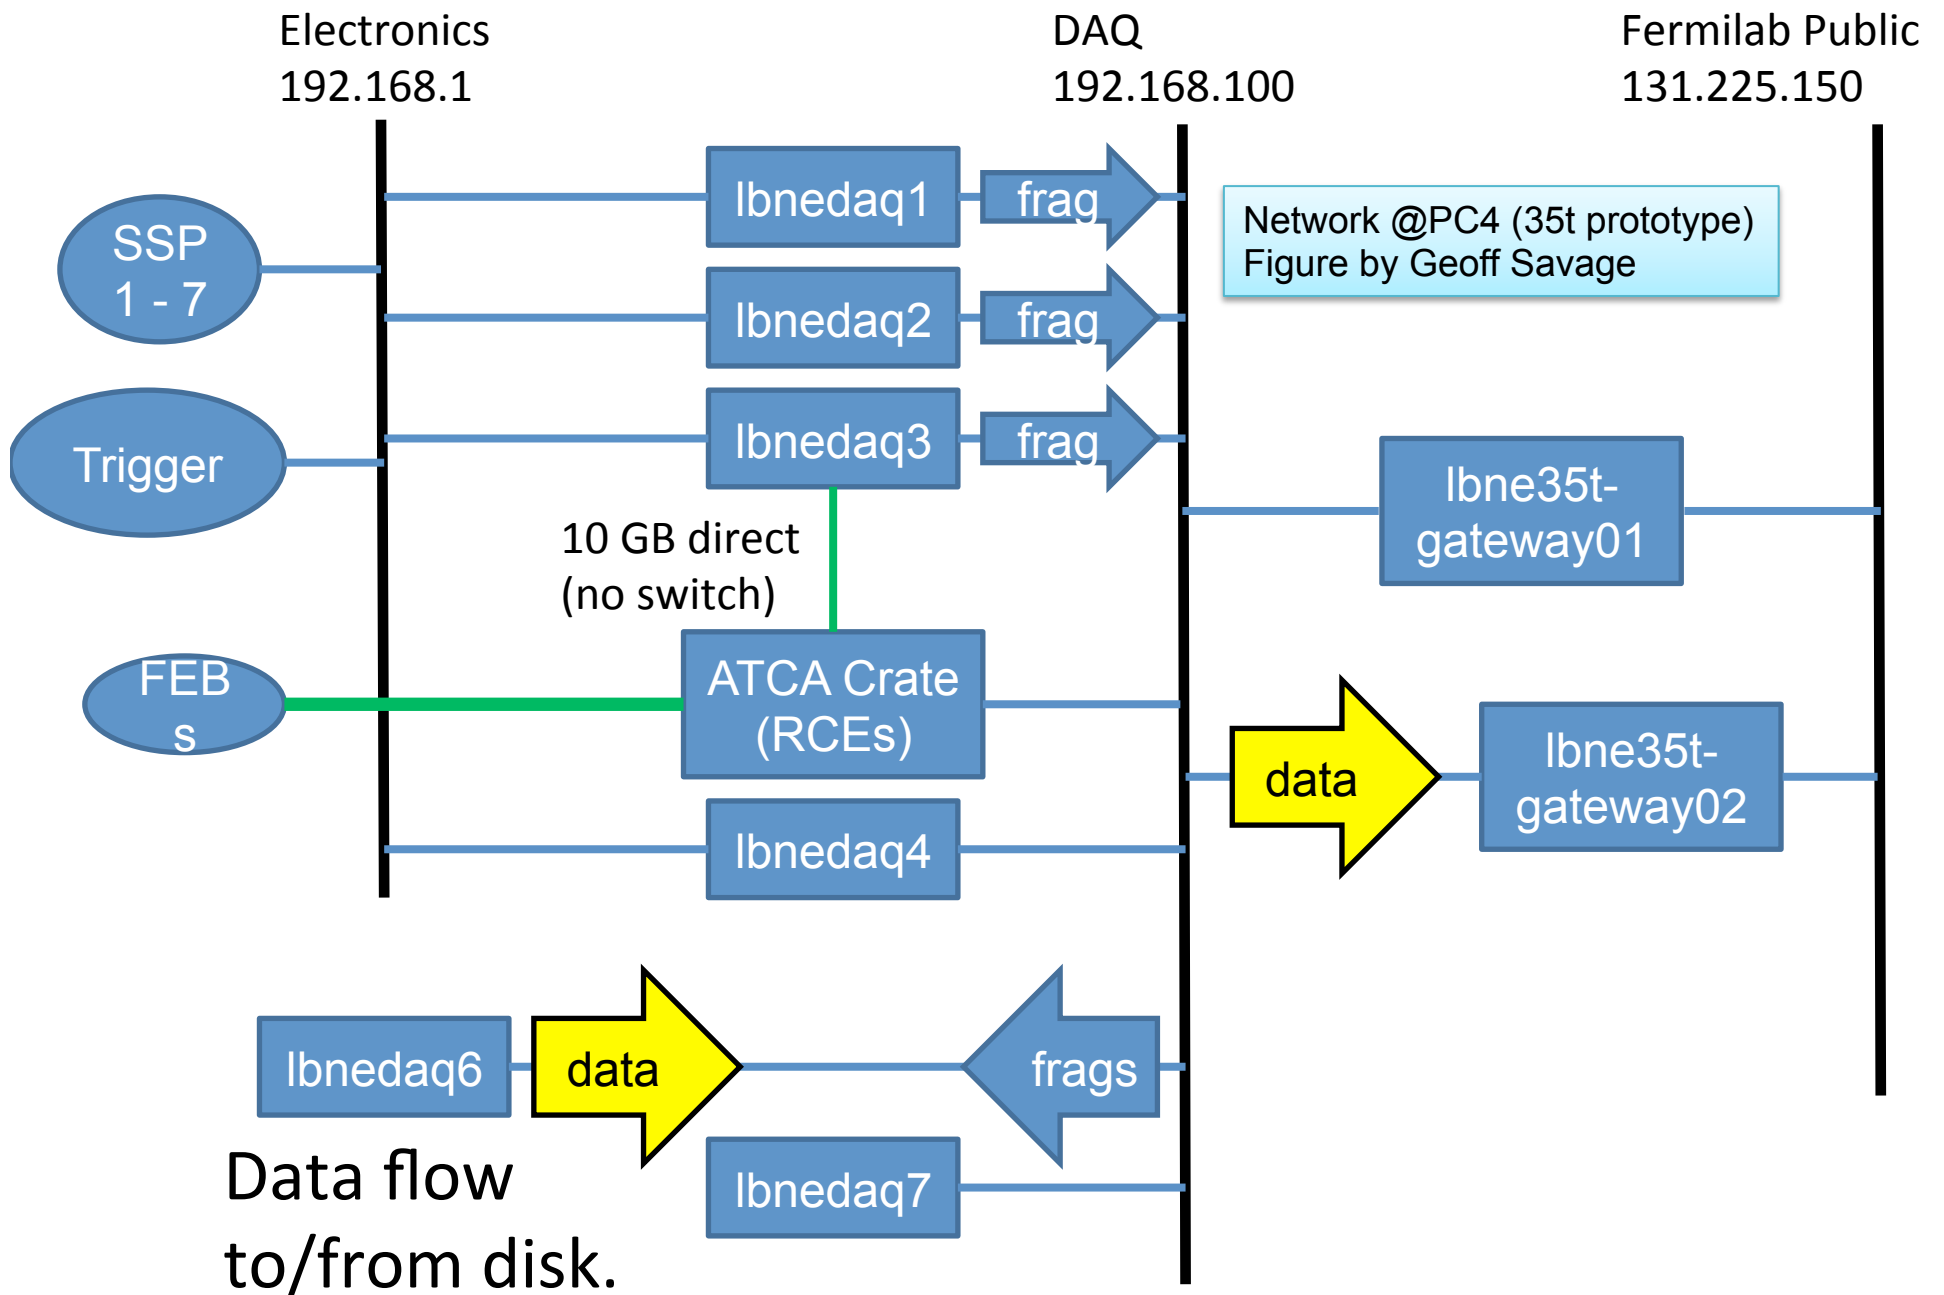 Electronics
192.168.1
DAQ
192.168.100
Fermilab Public
131.225.150
lbnedaq1
frag
Network @PC4 (35t prototype)
Figure by Geoff Savage
SSP
1 - 7
lbnedaq2
frag
Trigger
lbnedaq3
frag
lbne35t-
gateway01
10 GB direct
(no switch)
FEB
s
ATCA Crate
(RCEs)
data
lbne35t-
gateway02
lbnedaq4
lbnedaq6
data
frags
lbnedaq7
Data flow
to/from disk.